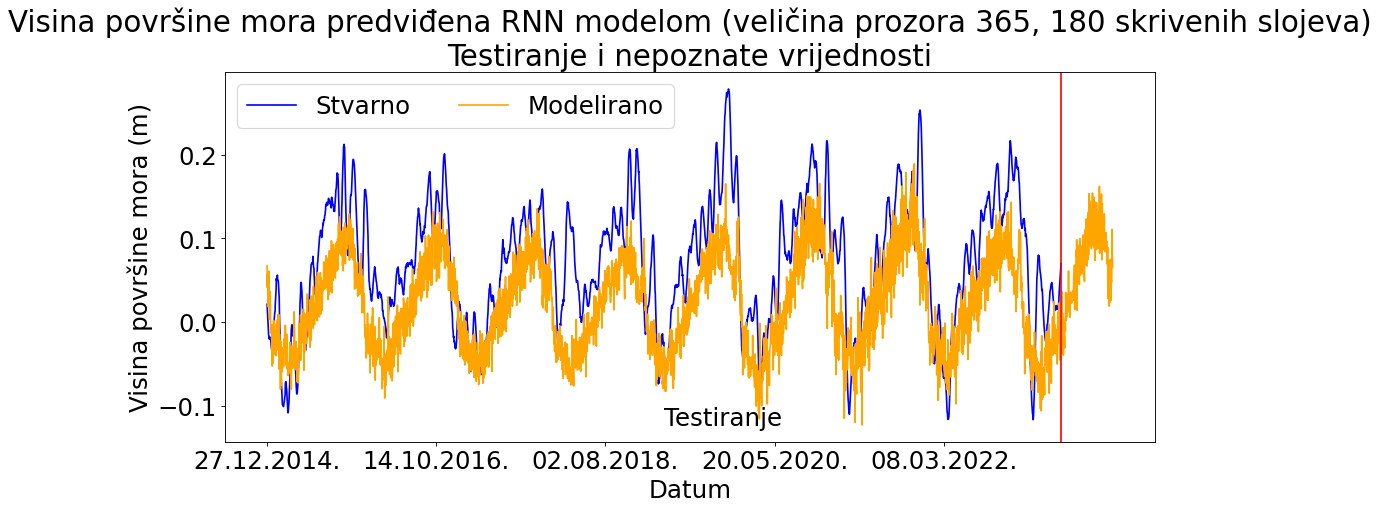 Visina površine mora predviđena RNN modelom (veličina prozora 365, 180 skrivenih slojeva)
Testiranje i nepoznate vrijednosti
Stvarno Modelirano
Visina površine mora (m)
0.2
0.1
0.0
−0.1
Testiranje
27.12.2014. 14.10.2016. 02.08.2018. 20.05.2020. 08.03.2022.
Datum